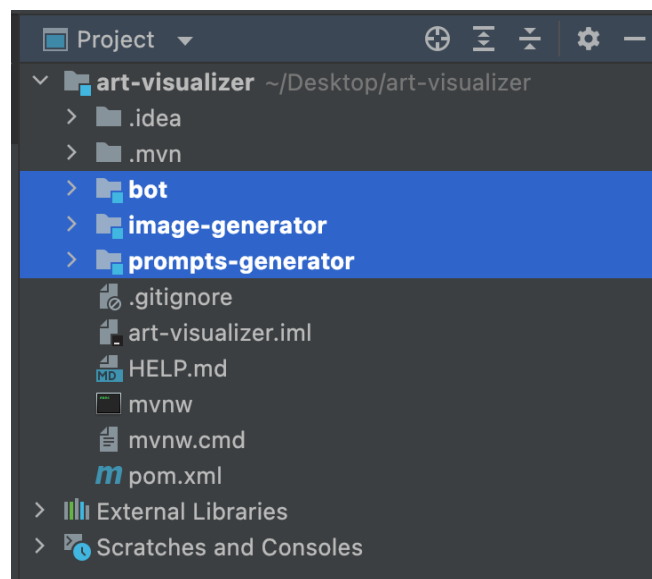 Project
art-visualizer ~/Desktop/art-visualizer
.idea
.mvn
bot
image-generator
prompts-generator
.gitignore
art-visualizer.iml
MD HELP.md
mvnw
mvnw.cmd
m pom.xml
External Libraries
Scratches and Consoles